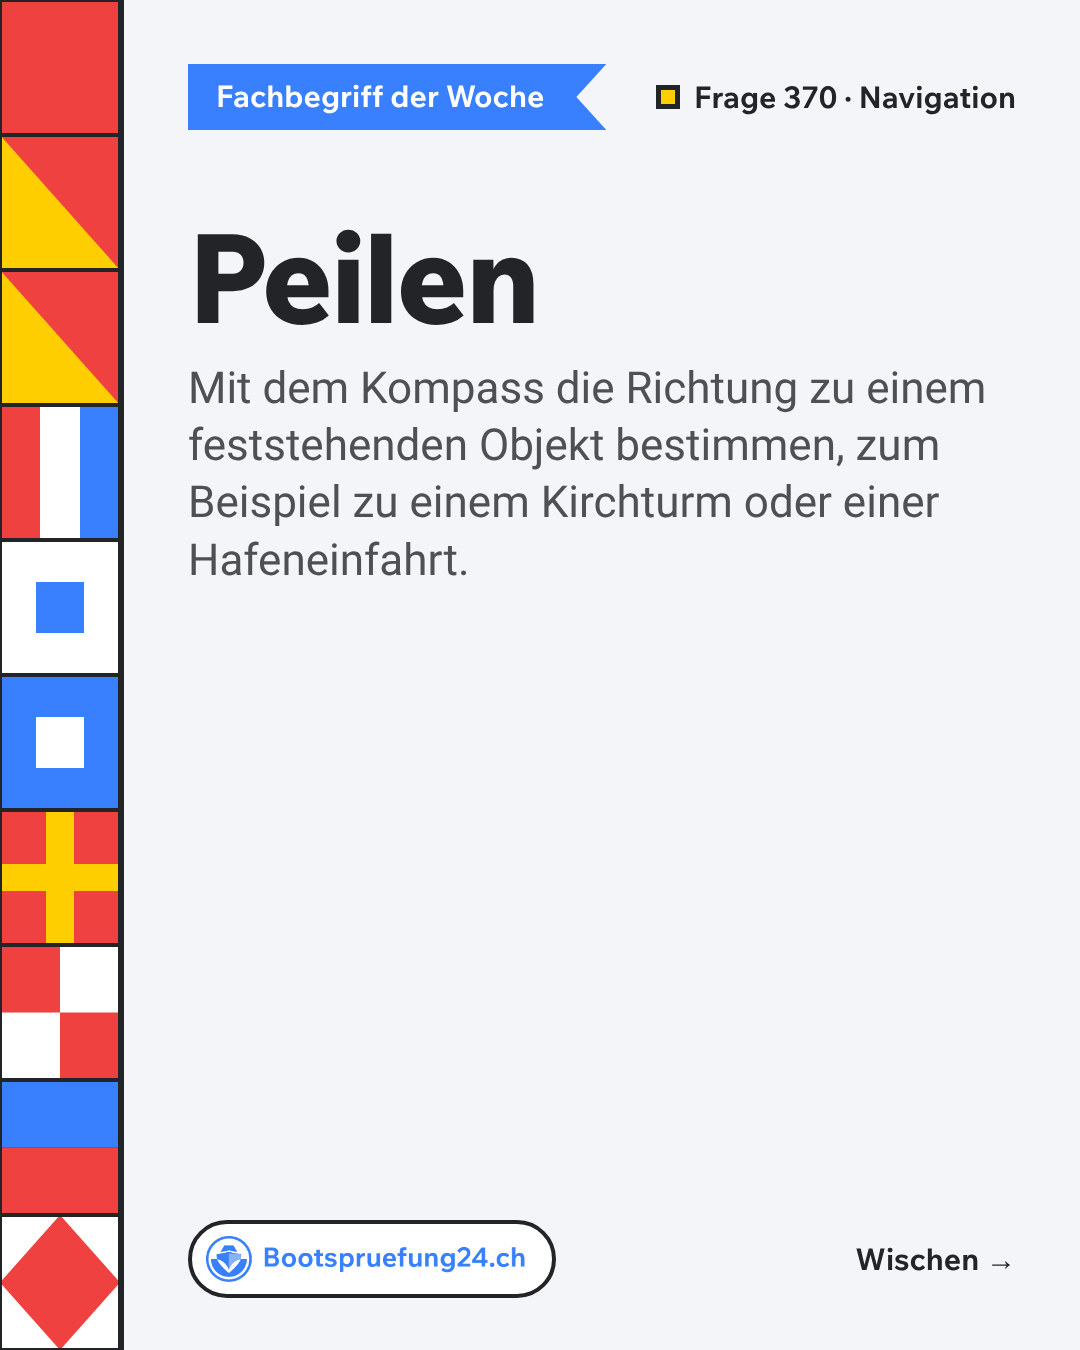 Fachbegriff der Woche
Frage 370 · Navigation
Peilen
Mit dem Kompass die Richtung zu einem
feststehenden Objekt bestimmen, zum
Beispiel zu einem Kirchturm oder einer
Hafeneinfahrt.
Bootspruefung24.ch
Wischen →